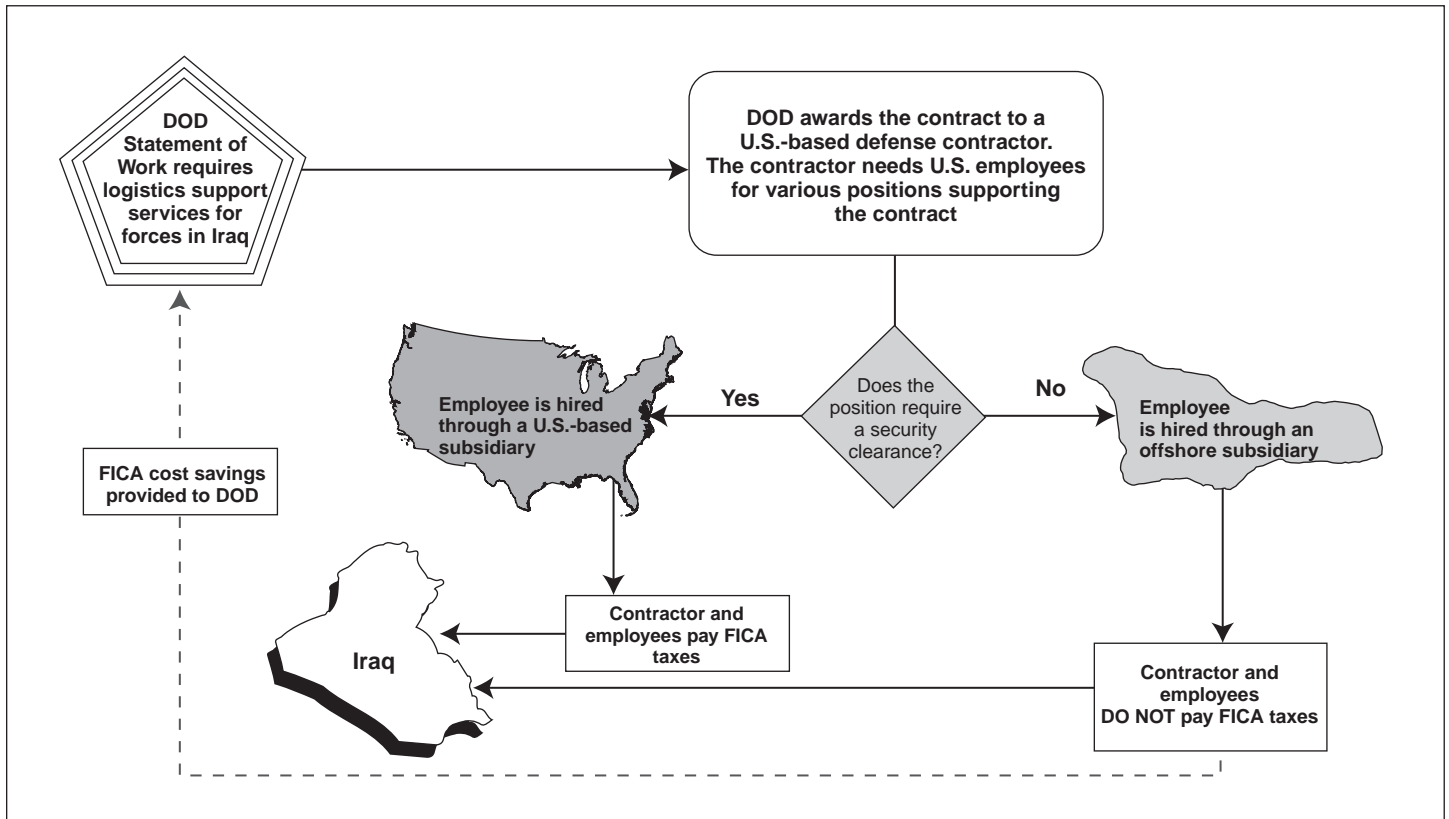 DOD
Statement of
Work requires
logistics support
services for
forces in Iraq
DOD awards the contract to a
U.S.-based defense contractor.
The contractor needs U.S. employees
for various positions supporting
the contract
Does the
position require
a security
clearance?
Yes
No
Employee is hired
through a U.S.-based
subsidiary
Employee
is hired through an
offshore subsidiary
FICA cost savings
provided to DOD
Contractor and
employees pay FICA
taxes
Iraq
Contractor and
employees
DO NOT pay FICA taxes